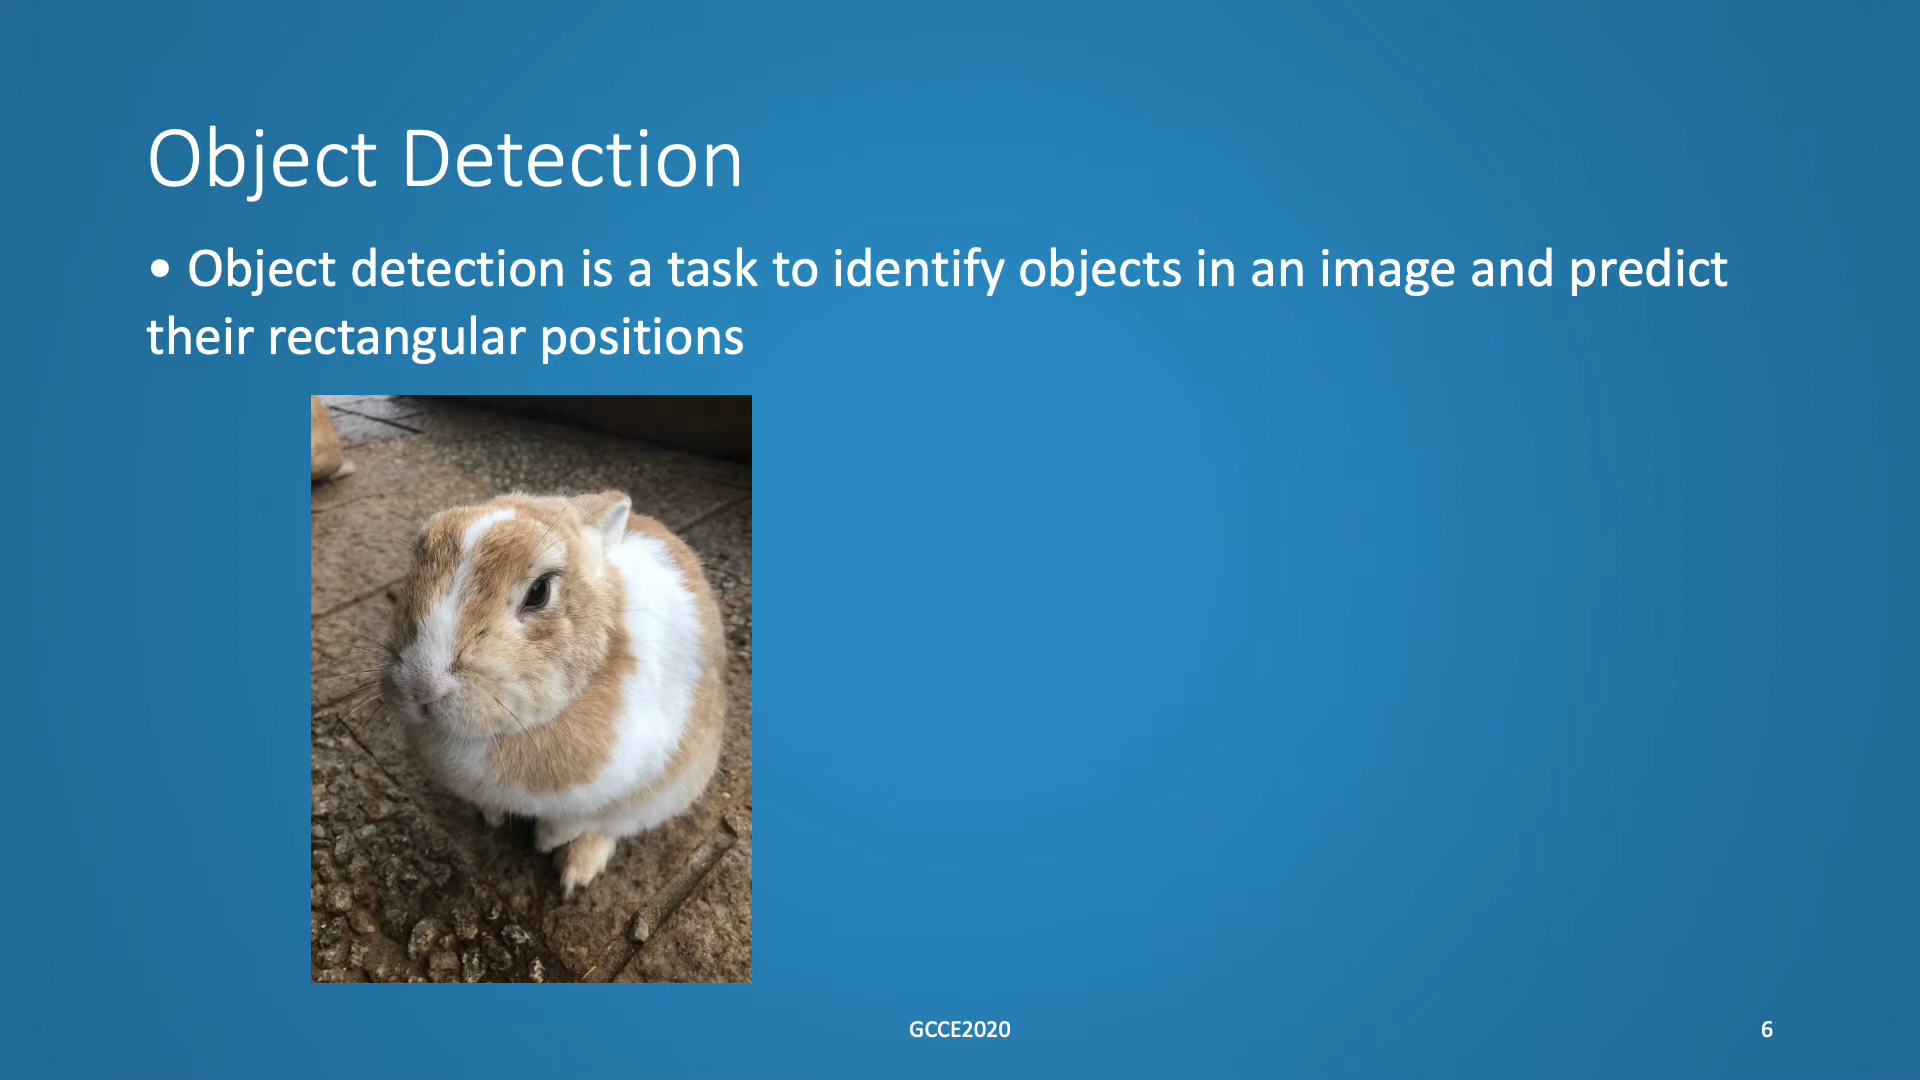 Object Detection
• Object detection is a task to identify objects in an image and predict
their rectangular positions
GCCE2020
6